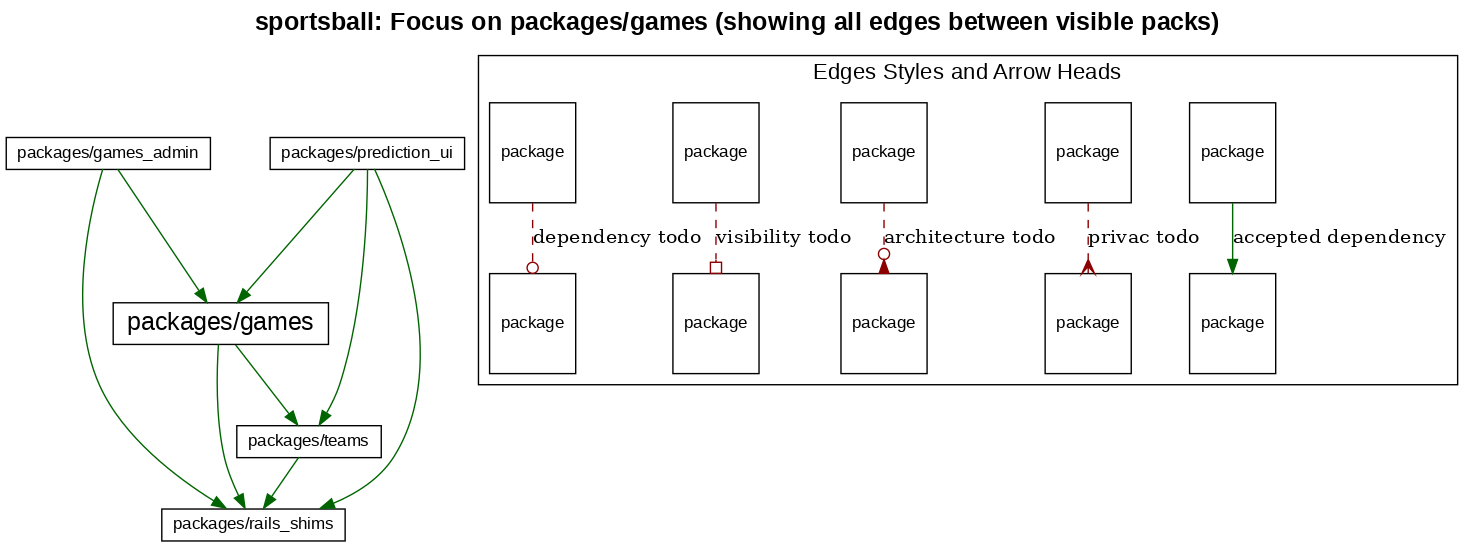 sportsball: Focus on packages/games (showing all edges between visible packs)
Edges Styles and Arrow Heads
packages/games_admin
packages/prediction_ui
package
package
package
package
package
dependency todo
visibility todo
architecture todo
privac todo
accepted dependency
packages/games
package
package
package
package
package
packages/teams
packages/rails_shims